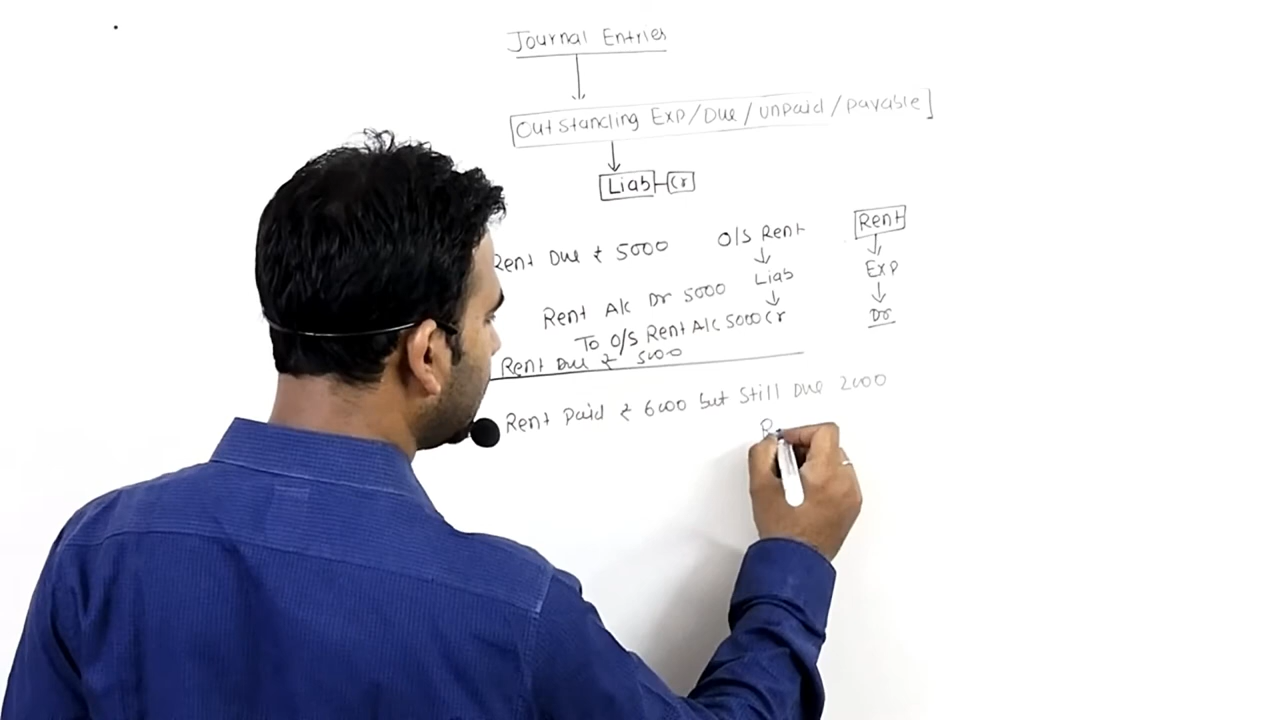 Journal Entries
Outstanding Exp/Due/unpaid/payable
Liab Cr
Rent Due ₹ 5000
O/S Rent
Liab
Cr
Rent
Exp
Dr
Rent A/c Dr 5000
To O/S Rent A/c 5000
Rent Due ₹ 5000
Rent Paid ₹ 6000 but Still Due 2000
R